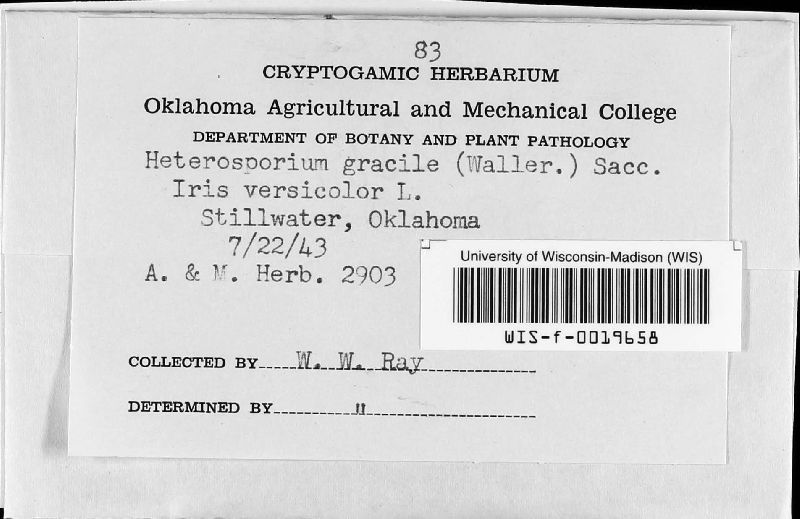 83
CRYPTOGAMIC HERBARIUM
Oklahoma Agricultural and Mechanical College
DEPARTMENT OF BOTANY AND PLANT PATHOLOGY
Heterosporium gracile (Waller.) Sacc.
Iris versicolor L.
Stillwater, Oklahoma
7/22/43
A. & M. Herb. 2903
University of Wisconsin-Madison (WIS)
WIS-f-0019658
COLLECTED BY W. W. Ray
DETERMINED BY "